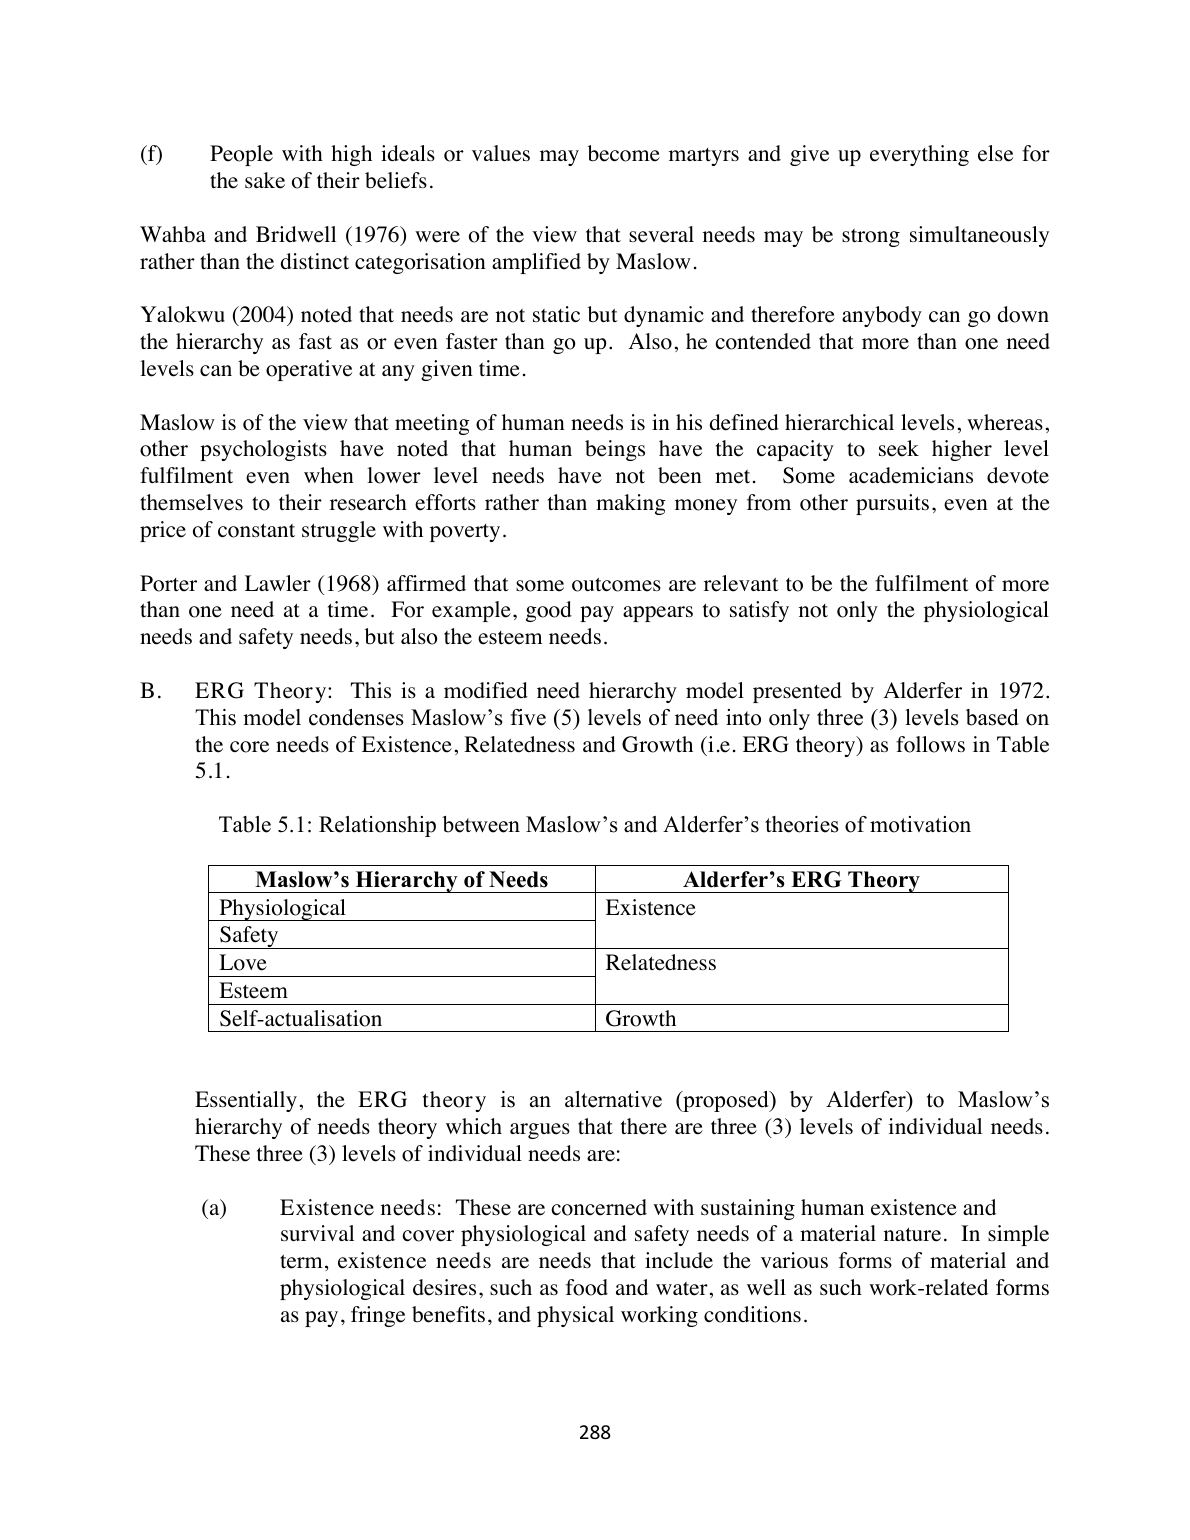 (f) People with high ideals or values may become martyrs and give up everything else for
the sake of their beliefs.
Wahba and Bridwell (1976) were of the view that several needs may be strong simultaneously
rather than the distinct categorisation amplified by Maslow.
Yalokwu (2004) noted that needs are not static but dynamic and therefore anybody can go down
the hierarchy as fast as or even faster than go up. Also, he contended that more than one need
levels can be operative at any given time.
Maslow is of the view that meeting of human needs is in his defined hierarchical levels, whereas,
other psychologists have noted that human beings have the capacity to seek higher level
fulfilment even when lower level needs have not been met. Some academicians devote
themselves to their research efforts rather than making money from other pursuits, even at the
price of constant struggle with poverty.
Porter and Lawler (1968) affirmed that some outcomes are relevant to be the fulfilment of more
than one need at a time. For example, good pay appears to satisfy not only the physiological
needs and safety needs, but also the esteem needs.
B. ERG Theory: This is a modified need hierarchy model presented by Alderfer in 1972.
This model condenses Maslow’s five (5) levels of need into only three (3) levels based on
the core needs of Existence, Relatedness and Growth (i.e. ERG theory) as follows in Table
5.1.
Table 5.1: Relationship between Maslow’s and Alderfer’s theories of motivation
Maslow’s Hierarchy of Needs Alderfer’s ERG Theory
Physiological Existence
Safety
Love Relatedness
Esteem
Self-actualisation Growth
Essentially, the ERG theory is an alternative (proposed) by Alderfer) to Maslow’s
hierarchy of needs theory which argues that there are three (3) levels of individual needs.
These three (3) levels of individual needs are:
(a) Existence needs: These are concerned with sustaining human existence and
survival and cover physiological and safety needs of a material nature. In simple
term, existence needs are needs that include the various forms of material and
physiological desires, such as food and water, as well as such work-related forms
as pay, fringe benefits, and physical working conditions.
288